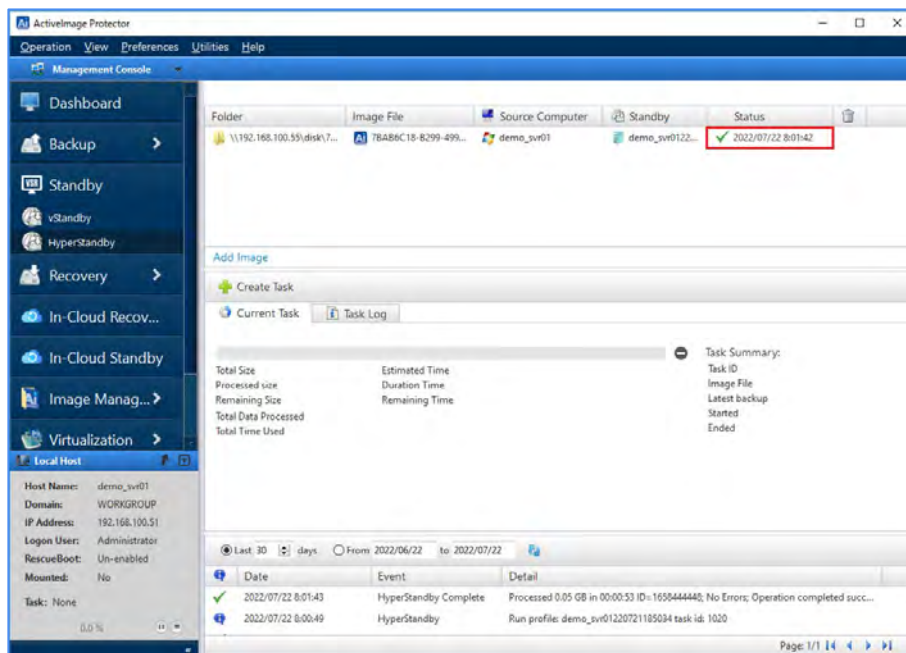 ActiveImage Protector
Operation View Preferences Utilities Help
Management Console
Dashboard
Backup
Standby
vStandby
HyperStandby
Recovery
In-Cloud Recov...
In-Cloud Standby
Image Manag...
Virtualization
Local Host
Host Name: demo_svr01
Domain: WORKGROUP
IP Address: 192.168.100.51
Logon User: Administrator
RescueBoot: Un-enabled
Mounted: No
Task: None
0.0 %
Folder Image File Source Computer Standby Status
\\192.168.100.55\disk\7... 7BAB6C18-B299-499... demo_svr01 demo_svr0122... 2022/07/22 8:01:42
Add Image
Create Task
Current Task Task Log
Total Size Estimated Time
Processed size Duration Time
Remaining Size Remaining Time
Total Data Processed
Total Time Used
Task Summary:
Task ID
Image File
Latest backup
Started
Ended
Last 30 days From 2022/06/22 to 2022/07/22
Date Event Detail
2022/07/22 8:01:43 HyperStandby Complete Processed 0.05 GB in 00:00:53 ID=1658444448; No Errors; Operation completed succ...
2022/07/22 8:00:49 HyperStandby Run profile: demo_svr01220721185034 task id: 1020
Page: 1/1